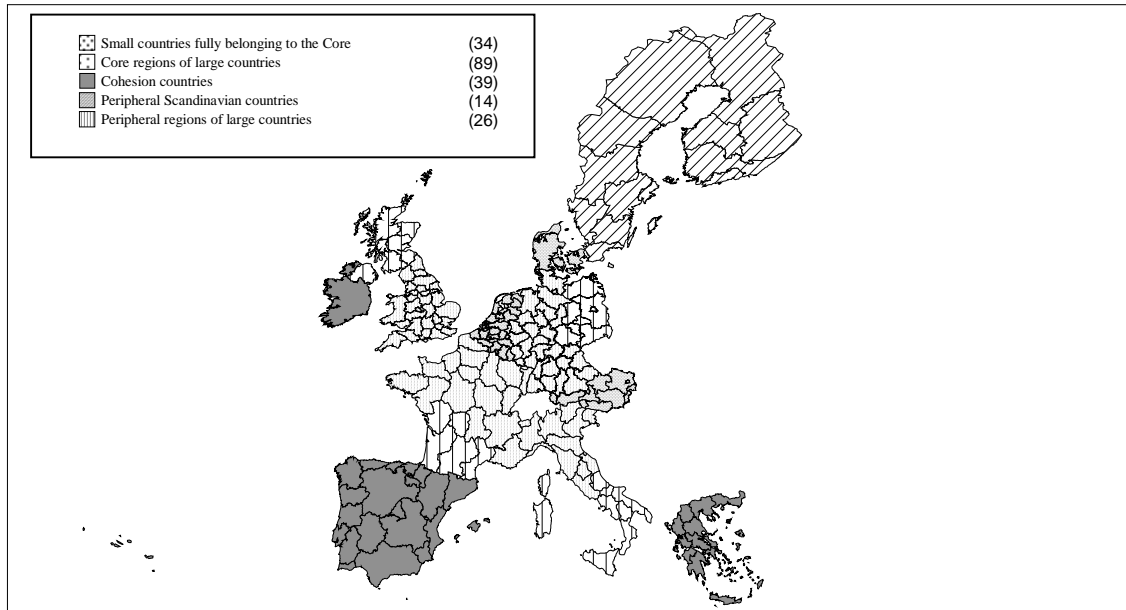 Small countries fully belonging to the Core (34)
Core regions of large countries (89)
Cohesion countries (39)
Peripheral Scandinavian countries (14)
Peripheral regions of large countries (26)